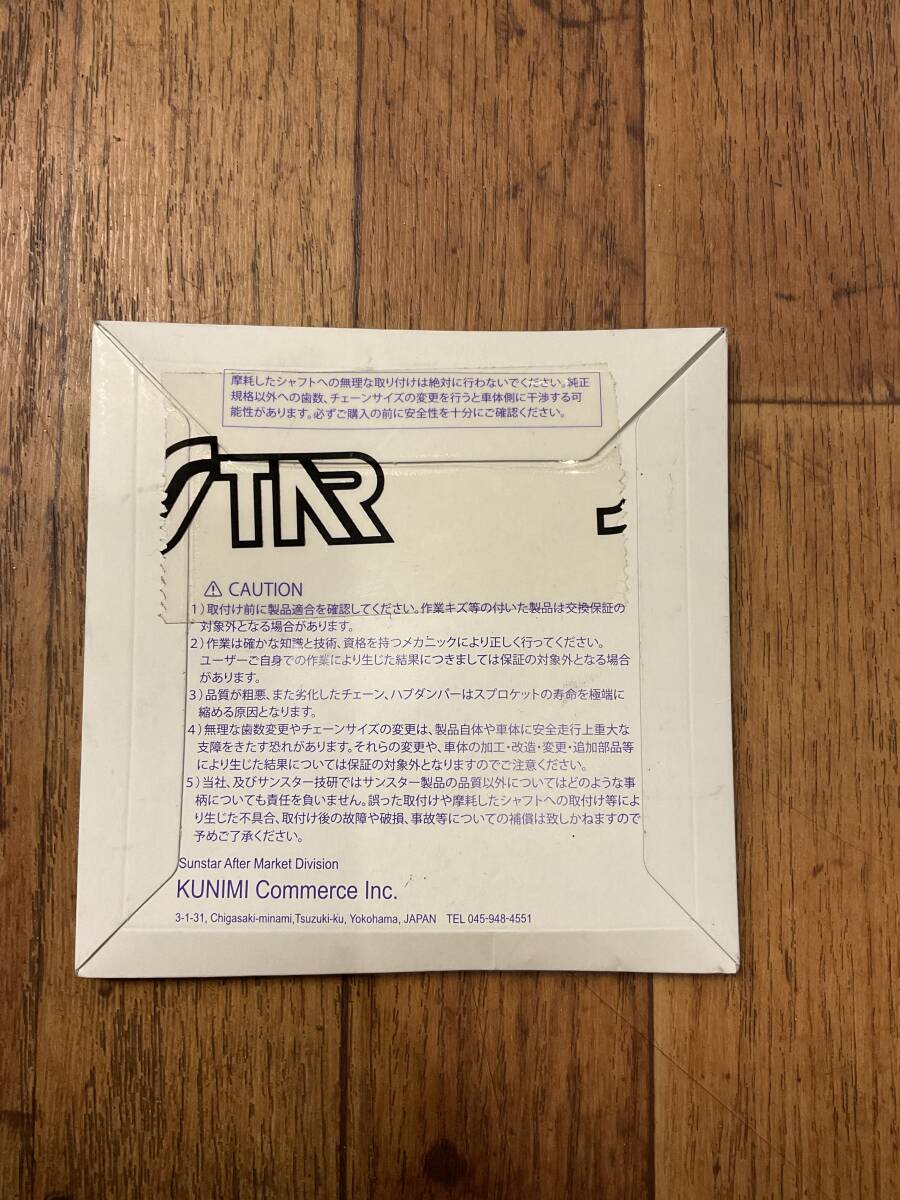 摩耗したシャフトへの無理な取り付けは絶対に行わないでください。純正
規格以外への歯数、チェーンサイズの変更を行うと車体側に干渉する可
能性があります。必ずご購入の前に安全性を十分にご確認ください。
STAR
⚠ CAUTION
1)取付け前に製品適合を確認してください。作業キズ等の付いた製品は交換保証の
対象外となる場合があります。
2)作業は確かな知識と技術、資格を持つメカニックにより正しく行ってください。
ユーザーご自身での作業により生じた結果につきましては保証の対象外となる場合
があります。
3)品質が粗悪、また劣化したチェーン、ハブダンパーはスプロケットの寿命を極端に
縮める原因となります。
4)無理な歯数変更やチェーンサイズの変更は、製品自体や車体に安全走行上重大な
支障をきたす恐れがあります。それらの変更や、車体の加工・改造・変更・追加部品等
により生じた結果については保証の対象外となりますのでご注意ください。
5)当社、及びサンスター技研ではサンスター製品の品質以外についてはどのような事
柄についても責任を負いません。誤った取付けや摩耗したシャフトへの取付け等によ
り生じた不具合、取付け後の故障や破損、事故等についての補償は致しかねますので
予めご了承ください。
Sunstar After Market Division
KUNIMI Commerce Inc.
3-1-31, Chigasaki-minami,Tsuzuki-ku, Yokohama, JAPAN TEL 045-948-4551